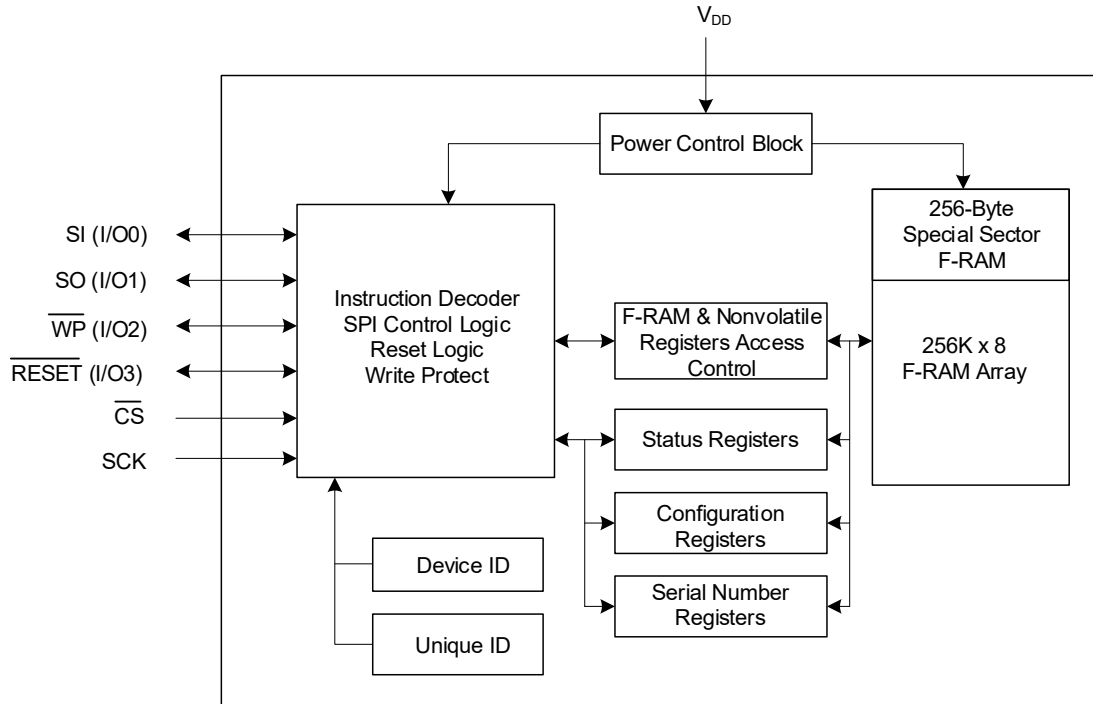 VDD
Power Control Block
256-Byte
Special Sector
F-RAM
SI (I/O0)
SO (I/O1)
WP (I/O2)
RESET (I/O3)
CS
SCK
Instruction Decoder
SPI Control Logic
Reset Logic
Write Protect
F-RAM & Nonvolatile
Registers Access
Control
256K x 8
F-RAM Array
Status Registers
Configuration
Registers
Serial Number
Registers
Device ID
Unique ID